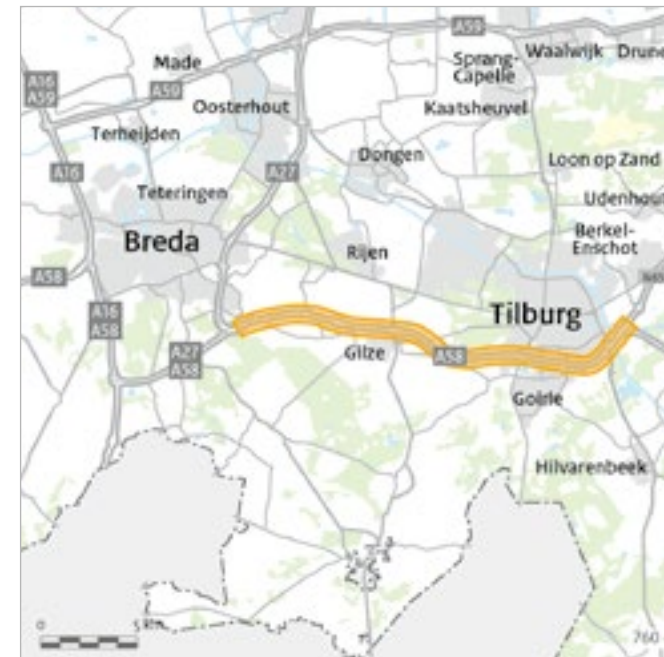 A59
Made
Sprang-
Capelle
Waalwijk
A16
A59
A59
Oosterhout
Kaatsheuvel
Terheijden
Dongen
Loon op Zand
A16
A27
Teteringen
Udenhout
Berkel-
Enschot
Breda
Rijen
A58
Tilburg
A16
A58
A27
A58
Gilze
A58
Goirle
Hilvarenbeek
0
760